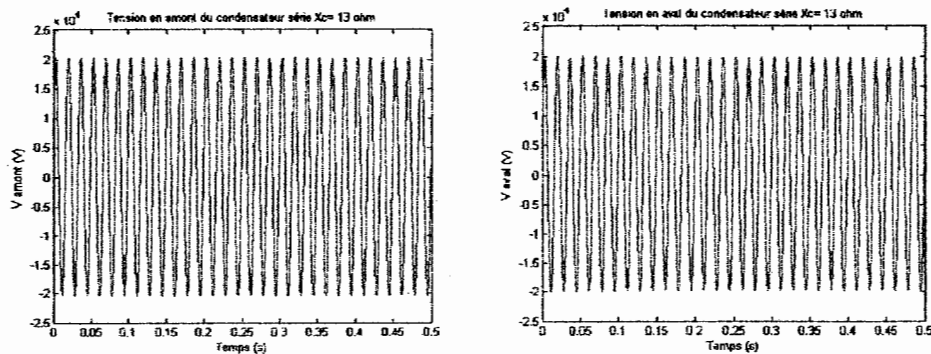 Tension en amont du condensateur série Xc= 13 ohm
x 10⁴
2.5
2
1.5
1
0.5
0
-0.5
-1
-1.5
-2
-2.5
V amont (V)
0 0.05 0.1 0.15 0.2 0.25 0.3 0.35 0.4 0.45 0.5
Temps (s)
Tension en aval du condensateur série Xc= 13 ohm
x 10⁴
2.5
2
1.5
1
0.5
0
-0.5
-1
-1.5
-2
-2.5
V aval (V)
0 0.05 0.1 0.15 0.2 0.25 0.3 0.35 0.4 0.45 0.5
Temps (s)